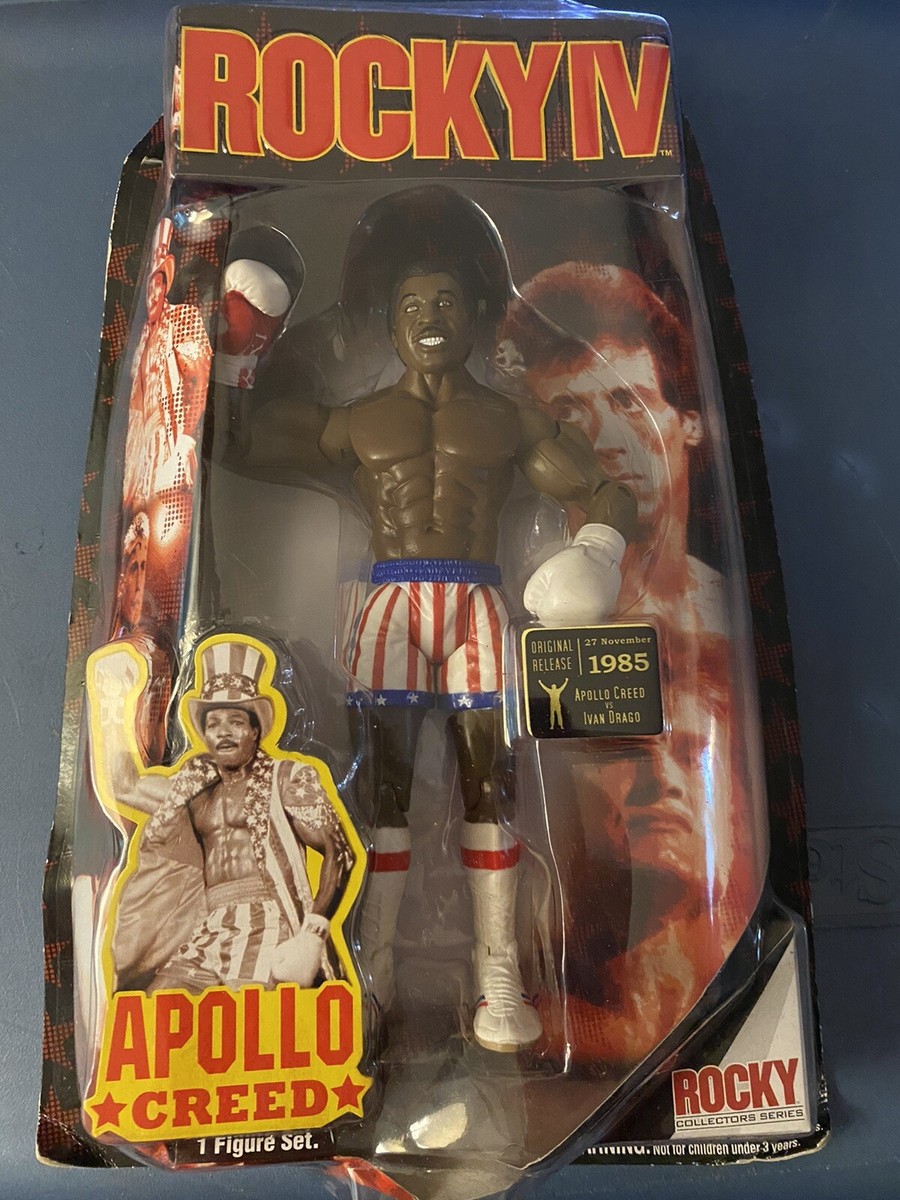 ROCKY IV
TM
ORIGINAL
RELEASE
27 November
1985
APOLLO CREED
VS
IVAN DRAGO
APOLLO
CREED
1 Figure Set.
ROCKY
COLLECTORS SERIES
Not for children under 3 years.